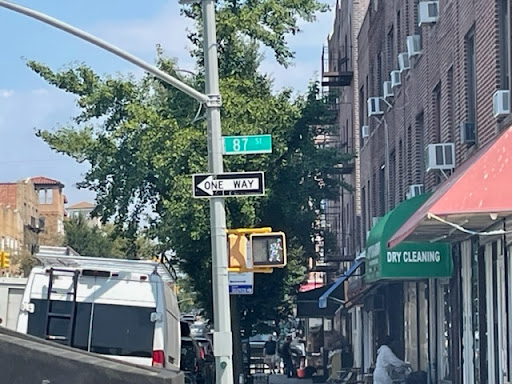 87 ST
ONE WAY
DRY CLEANING